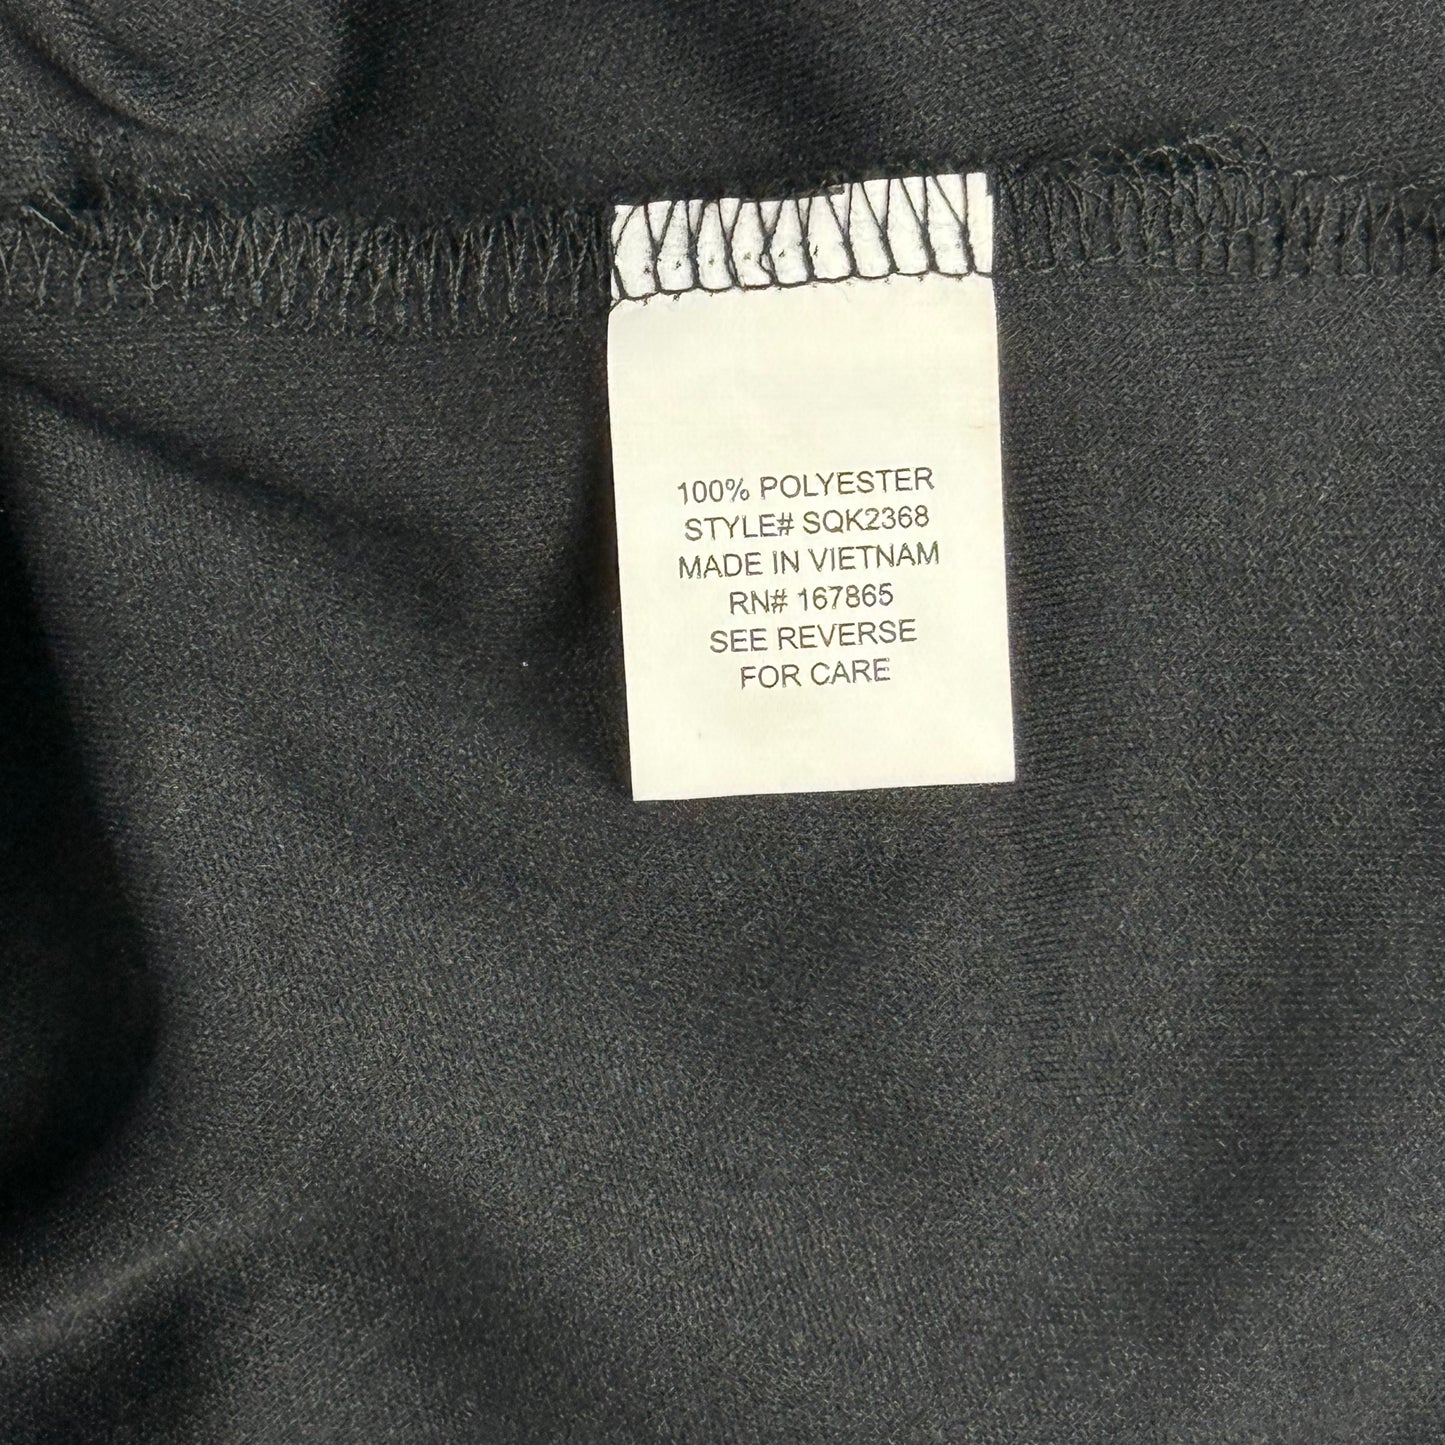 100% POLYESTER
STYLE# SQK2368
MADE IN VIETNAM
RN# 167865
SEE REVERSE
FOR CARE